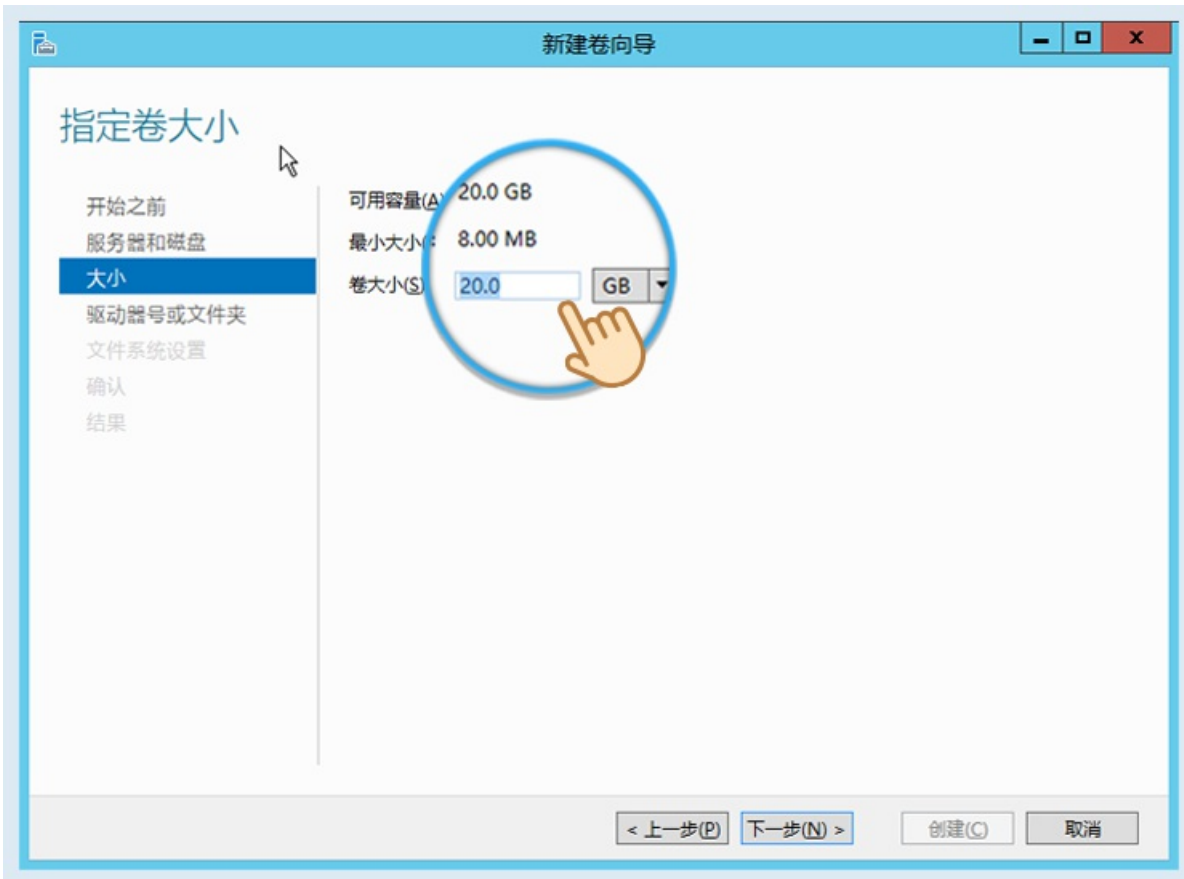 新建卷向导
指定卷大小
开始之前
服务器和磁盘
大小
驱动器号或文件夹
文件系统设置
确认
结果
可用容量(A) 20.0 GB
最小大小 8.00 MB
卷大小(S) 20.0 GB
< 上一步(P) 下一步(N) > 创建(C) 取消